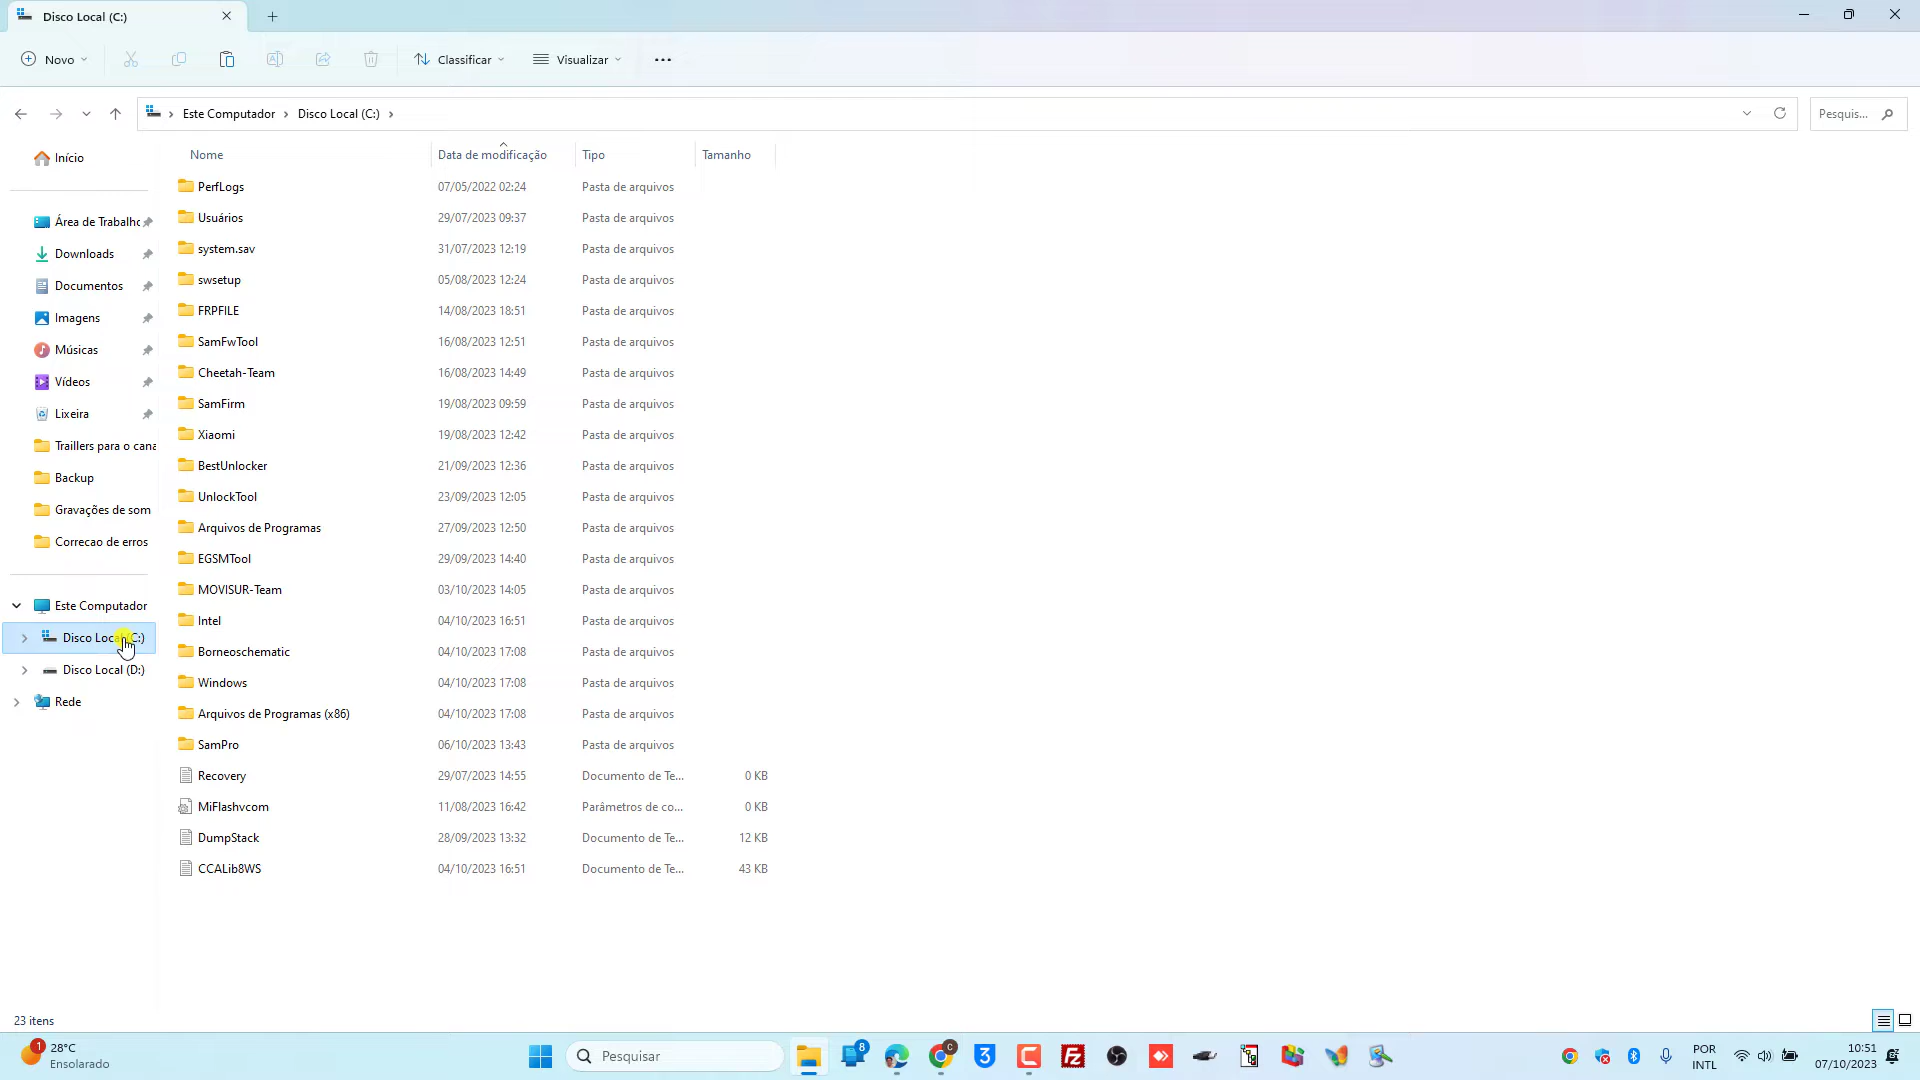 Disco Local (C:)
Novo
Classificar
Visualizar
Este Computador
Disco Local (C:)
Pesquis...
Nome
Data de modificação
Tipo
Tamanho
Início
Área de Trabalho
Downloads
Documentos
Imagens
Músicas
Vídeos
Lixeira
Traillers para o cana
Backup
Gravações de som
Correcao de erros
Este Computador
Disco Local (C:)
Disco Local (D:)
Rede
PerfLogs 07/05/2022 02:24 Pasta de arquivos
Usuários 29/07/2023 09:37 Pasta de arquivos
system.sav 31/07/2023 12:19 Pasta de arquivos
swsetup 05/08/2023 12:24 Pasta de arquivos
FRPFILE 14/08/2023 18:51 Pasta de arquivos
SamFwTool 16/08/2023 12:51 Pasta de arquivos
Cheetah-Team 16/08/2023 14:49 Pasta de arquivos
SamFirm 19/08/2023 09:59 Pasta de arquivos
Xiaomi 19/08/2023 12:42 Pasta de arquivos
BestUnlocker 21/09/2023 12:36 Pasta de arquivos
UnlockTool 23/09/2023 12:05 Pasta de arquivos
Arquivos de Programas 27/09/2023 12:50 Pasta de arquivos
EGSMTool 29/09/2023 14:40 Pasta de arquivos
MOVISUR-Team 03/10/2023 14:05 Pasta de arquivos
Intel 04/10/2023 16:51 Pasta de arquivos
Borneoschematic 04/10/2023 17:08 Pasta de arquivos
Windows 04/10/2023 17:08 Pasta de arquivos
Arquivos de Programas (x86) 04/10/2023 17:08 Pasta de arquivos
SamPro 06/10/2023 13:43 Pasta de arquivos
Recovery 29/07/2023 14:55 Documento de Te... 0 KB
MiFlashvcom 11/08/2023 16:42 Parâmetros de co... 0 KB
DumpStack 28/09/2023 13:32 Documento de Te... 12 KB
CCALib8WS 04/10/2023 16:51 Documento de Te... 43 KB
23 itens
1
28°C
Ensolarado
Pesquisar
8
C
3
Fz
POR
INTL
10:51
07/10/2023